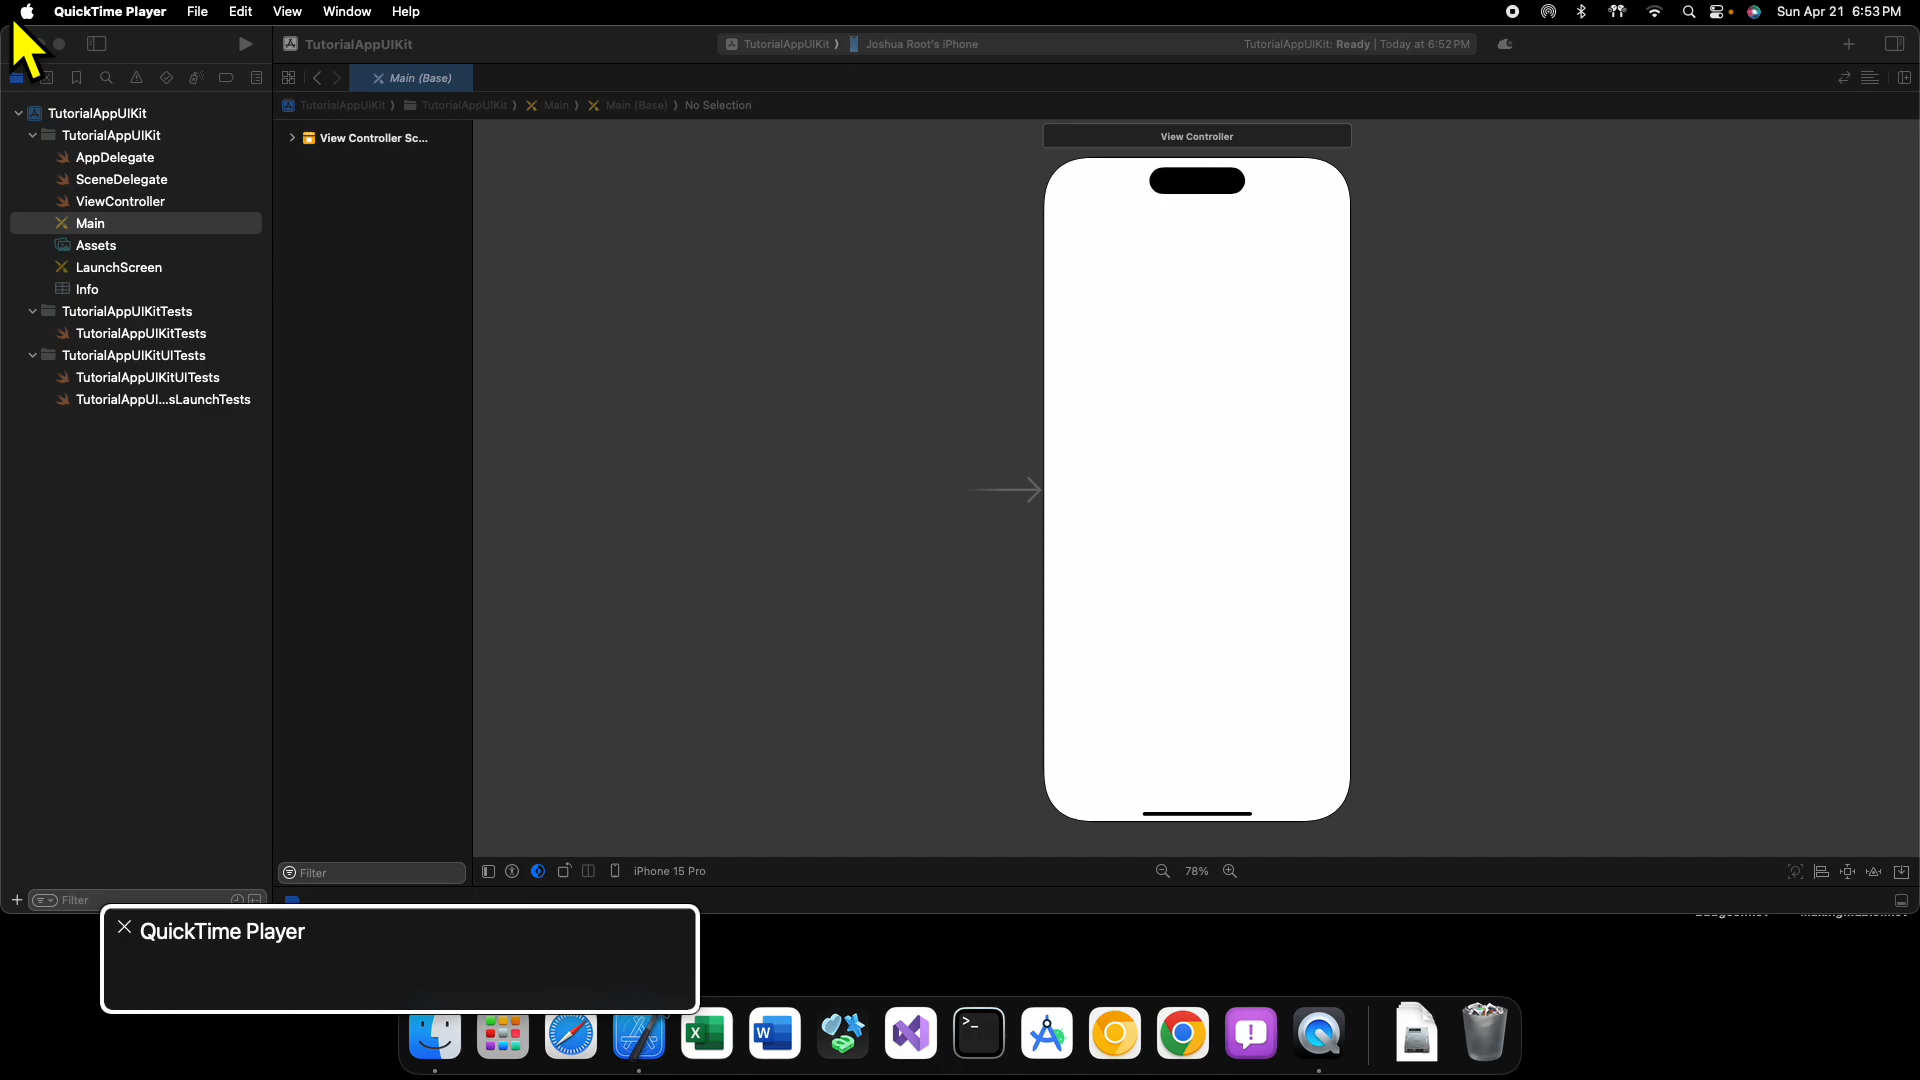 QuickTime Player File Edit View Window Help Sun Apr 21 6:53 PM
TutorialAppUIKit TutorialAppUIKit Joshua Root's iPhone TutorialAppUIKit: Ready | Today at 6:52 PM
Main (Base)
TutorialAppUIKit TutorialAppUIKit Main Main (Base) No Selection
TutorialAppUIKit
TutorialAppUIKit
AppDelegate
SceneDelegate
ViewController
Main
Assets
LaunchScreen
Info
TutorialAppUIKitTests
TutorialAppUIKitTests
TutorialAppUIKitUITests
TutorialAppUIKitUITests
TutorialAppUI...sLaunchTests
View Controller Sc...
View Controller
Filter
iPhone 15 Pro 78%
Filter
QuickTime Player